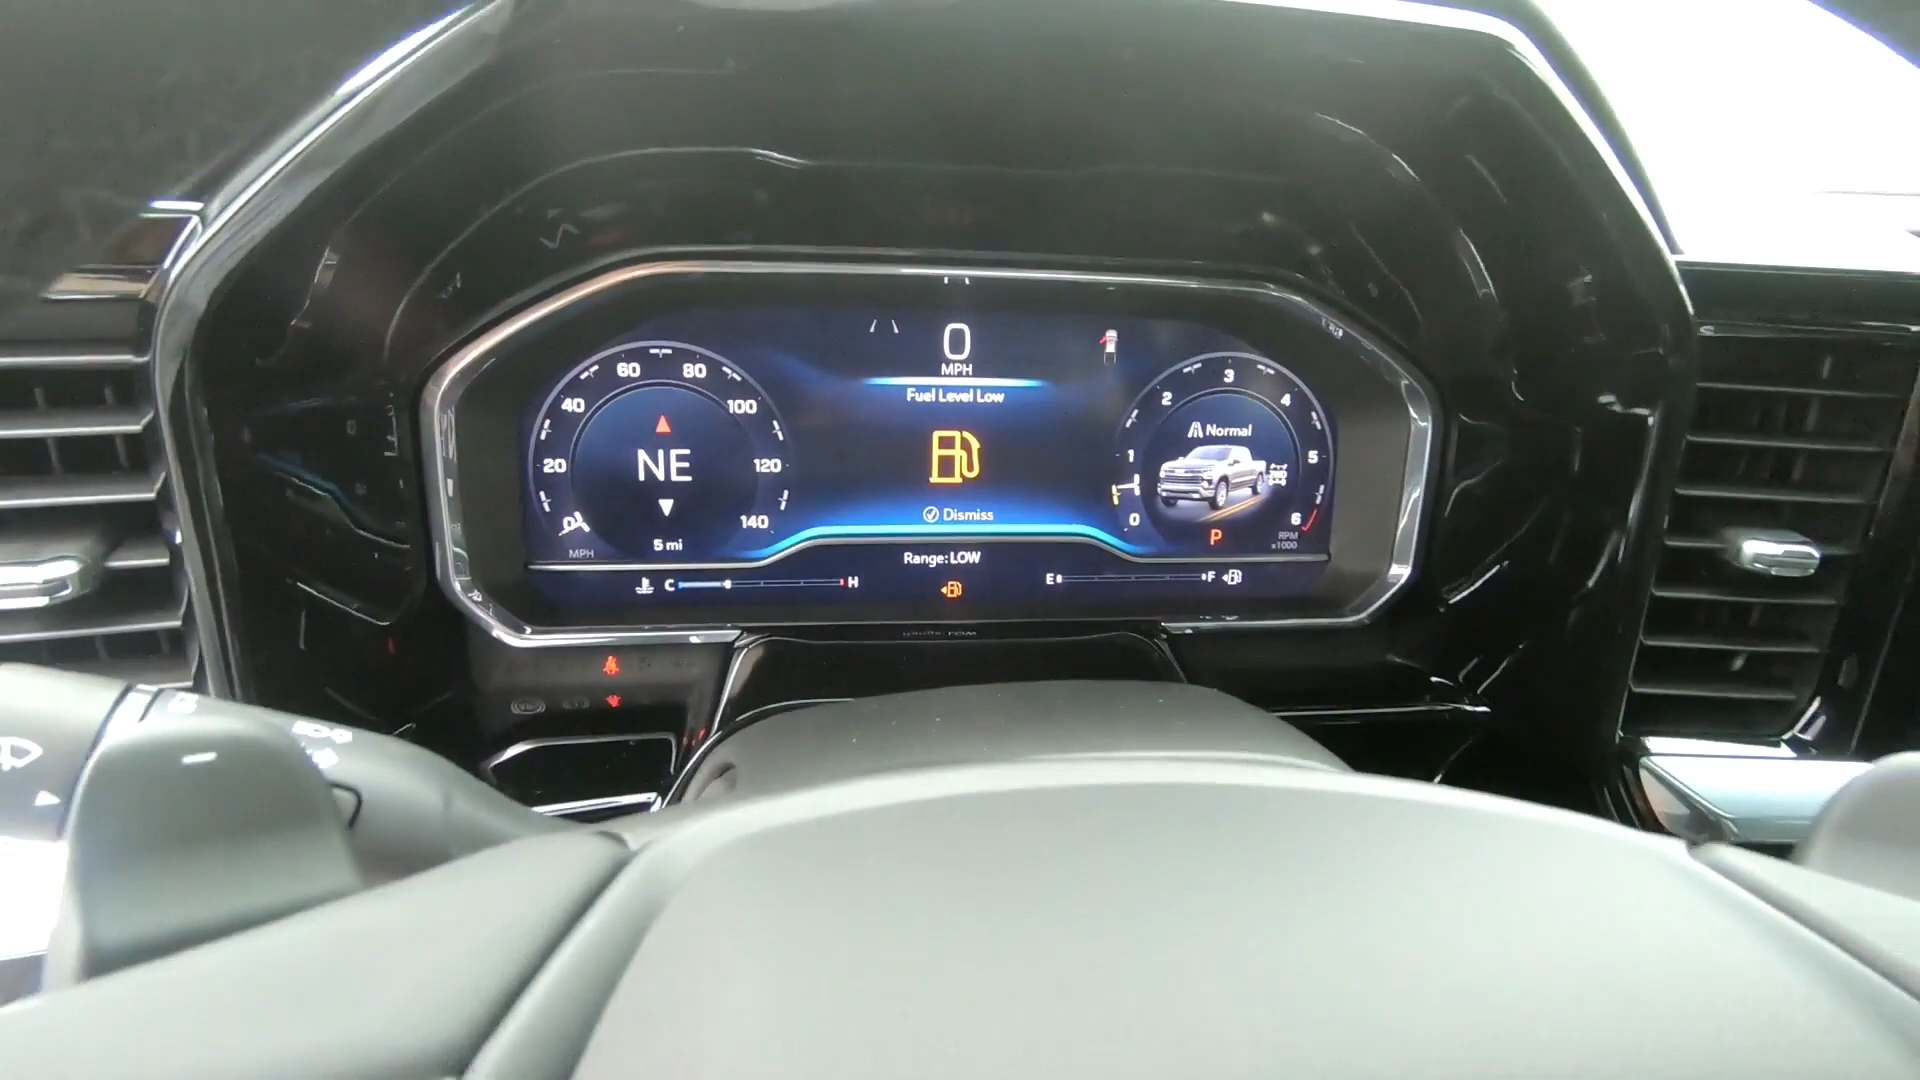 0
MPH
Fuel Level Low
Dismiss
Range: LOW
0 20 40 60 80 100 120 140
MPH
NE
5 mi
C H
0 1 2 3 4 5 6
Normal
P
RPM
x1000
E F